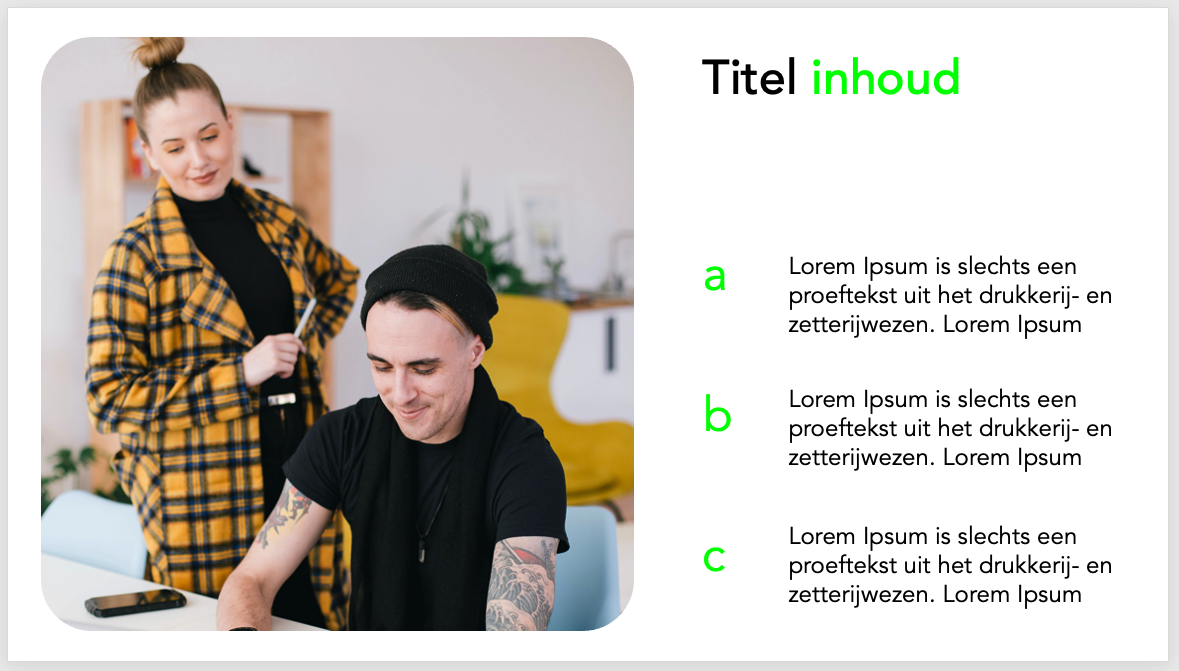 Titel inhoud
a
Lorem Ipsum is slechts een
proeftekst uit het drukkerij- en
zetterijwezen. Lorem Ipsum
b
Lorem Ipsum is slechts een
proeftekst uit het drukkerij- en
zetterijwezen. Lorem Ipsum
c
Lorem Ipsum is slechts een
proeftekst uit het drukkerij- en
zetterijwezen. Lorem Ipsum